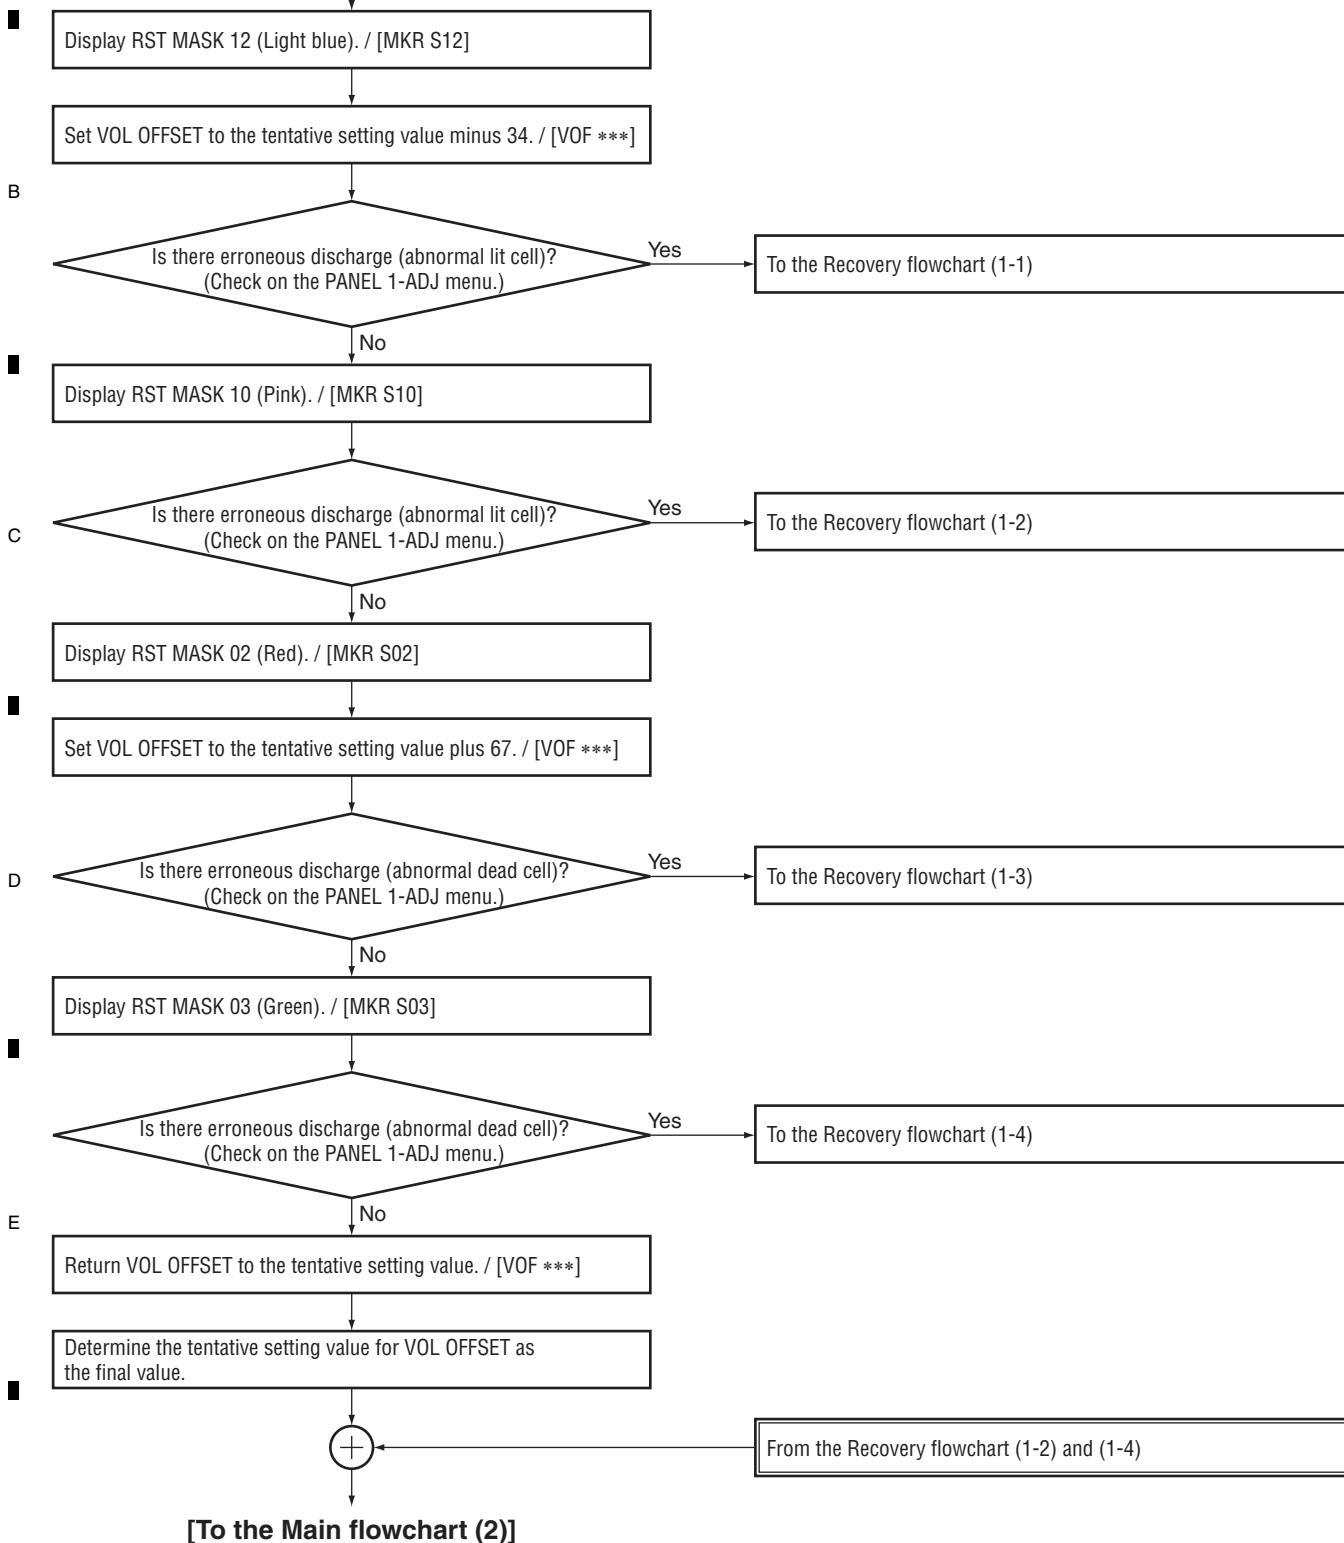 Display RST MASK 12 (Light blue). / [MKR S12]
Set VOL OFFSET to the tentative setting value minus 34. / [VOF ***]
B
Is there erroneous discharge (abnormal lit cell)?
(Check on the PANEL 1-ADJ menu.)
Yes
To the Recovery flowchart (1-1)
No
Display RST MASK 10 (Pink). / [MKR S10]
C
Is there erroneous discharge (abnormal lit cell)?
(Check on the PANEL 1-ADJ menu.)
Yes
To the Recovery flowchart (1-2)
No
Display RST MASK 02 (Red). / [MKR S02]
Set VOL OFFSET to the tentative setting value plus 67. / [VOF ***]
D
Is there erroneous discharge (abnormal dead cell)?
(Check on the PANEL 1-ADJ menu.)
Yes
To the Recovery flowchart (1-3)
No
Display RST MASK 03 (Green). / [MKR S03]
Is there erroneous discharge (abnormal dead cell)?
(Check on the PANEL 1-ADJ menu.)
Yes
To the Recovery flowchart (1-4)
No
E
Return VOL OFFSET to the tentative setting value. / [VOF ***]
Determine the tentative setting value for VOL OFFSET as
the final value.
From the Recovery flowchart (1-2) and (1-4)
[To the Main flowchart (2)]